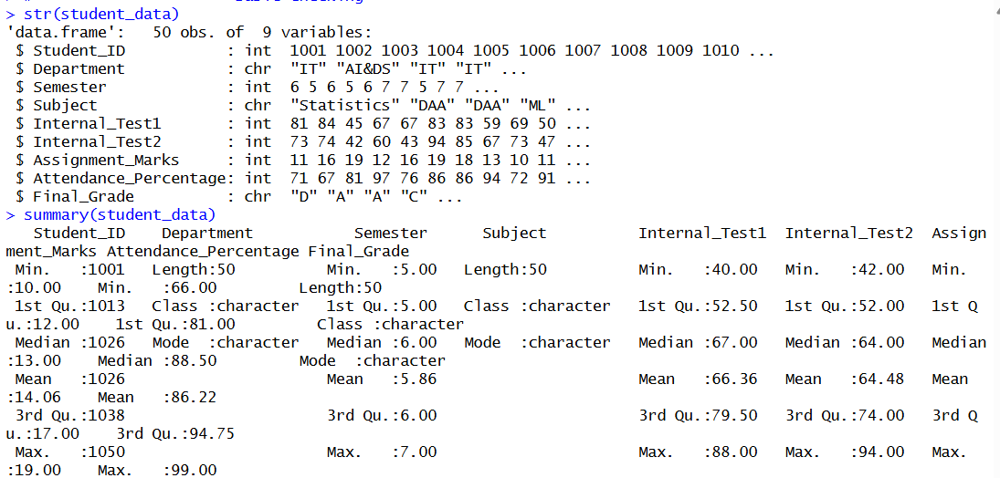 > str(student_data)
'data.frame':   50 obs. of  9 variables:
 $ Student_ID           : int  1001 1002 1003 1004 1005 1006 1007 1008 1009 1010 ...
 $ Department           : chr  "IT" "AI&DS" "IT" "IT" ...
 $ Semester             : int  6 5 6 5 6 7 7 5 7 7 ...
 $ Subject              : chr  "Statistics" "DAA" "DAA" "ML" ...
 $ Internal_Test1       : int  81 84 45 67 67 83 83 59 69 50 ...
 $ Internal_Test2       : int  73 74 42 60 43 94 85 67 73 47 ...
 $ Assignment_Marks     : int  11 16 19 12 16 19 18 13 10 11 ...
 $ Attendance_Percentage: int  71 67 81 97 76 86 86 94 72 91 ...
 $ Final_Grade          : chr  "D" "A" "A" "C" ...
> summary(student_data)
   Student_ID    Department           Semester      Subject          Internal_Test1  Internal_Test2  Assign
ment_Marks Attendance_Percentage Final_Grade
 Min.   :1001   Length:50          Min.   :5.00   Length:50          Min.   :40.00   Min.   :42.00   Min.
:10.00    Min.   :66.00         Length:50
 1st Qu.:1013   Class :character   1st Qu.:5.00   Class :character   1st Qu.:52.50   1st Qu.:52.00   1st Q
u.:12.00    1st Qu.:81.00         Class :character
 Median :1026   Mode  :character   Median :6.00   Mode  :character   Median :67.00   Median :64.00   Median
:13.00    Median :88.50         Mode  :character
 Mean   :1026                      Mean   :5.86                      Mean   :66.36   Mean   :64.48   Mean
:14.06    Mean   :86.22
 3rd Qu.:1038                      3rd Qu.:6.00                      3rd Qu.:79.50   3rd Qu.:74.00   3rd Q
u.:17.00    3rd Qu.:94.75
 Max.   :1050                      Max.   :7.00                      Max.   :88.00   Max.   :94.00   Max.
:19.00    Max.   :99.00